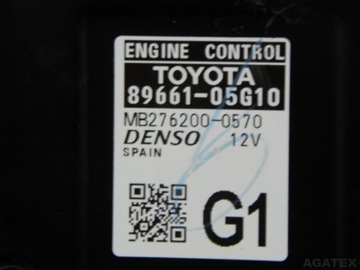 ENGINE CONTROL
TOYOTA
89661-05G10
MB276200-0570
DENSO 12V
SPAIN
G1
AGATEX